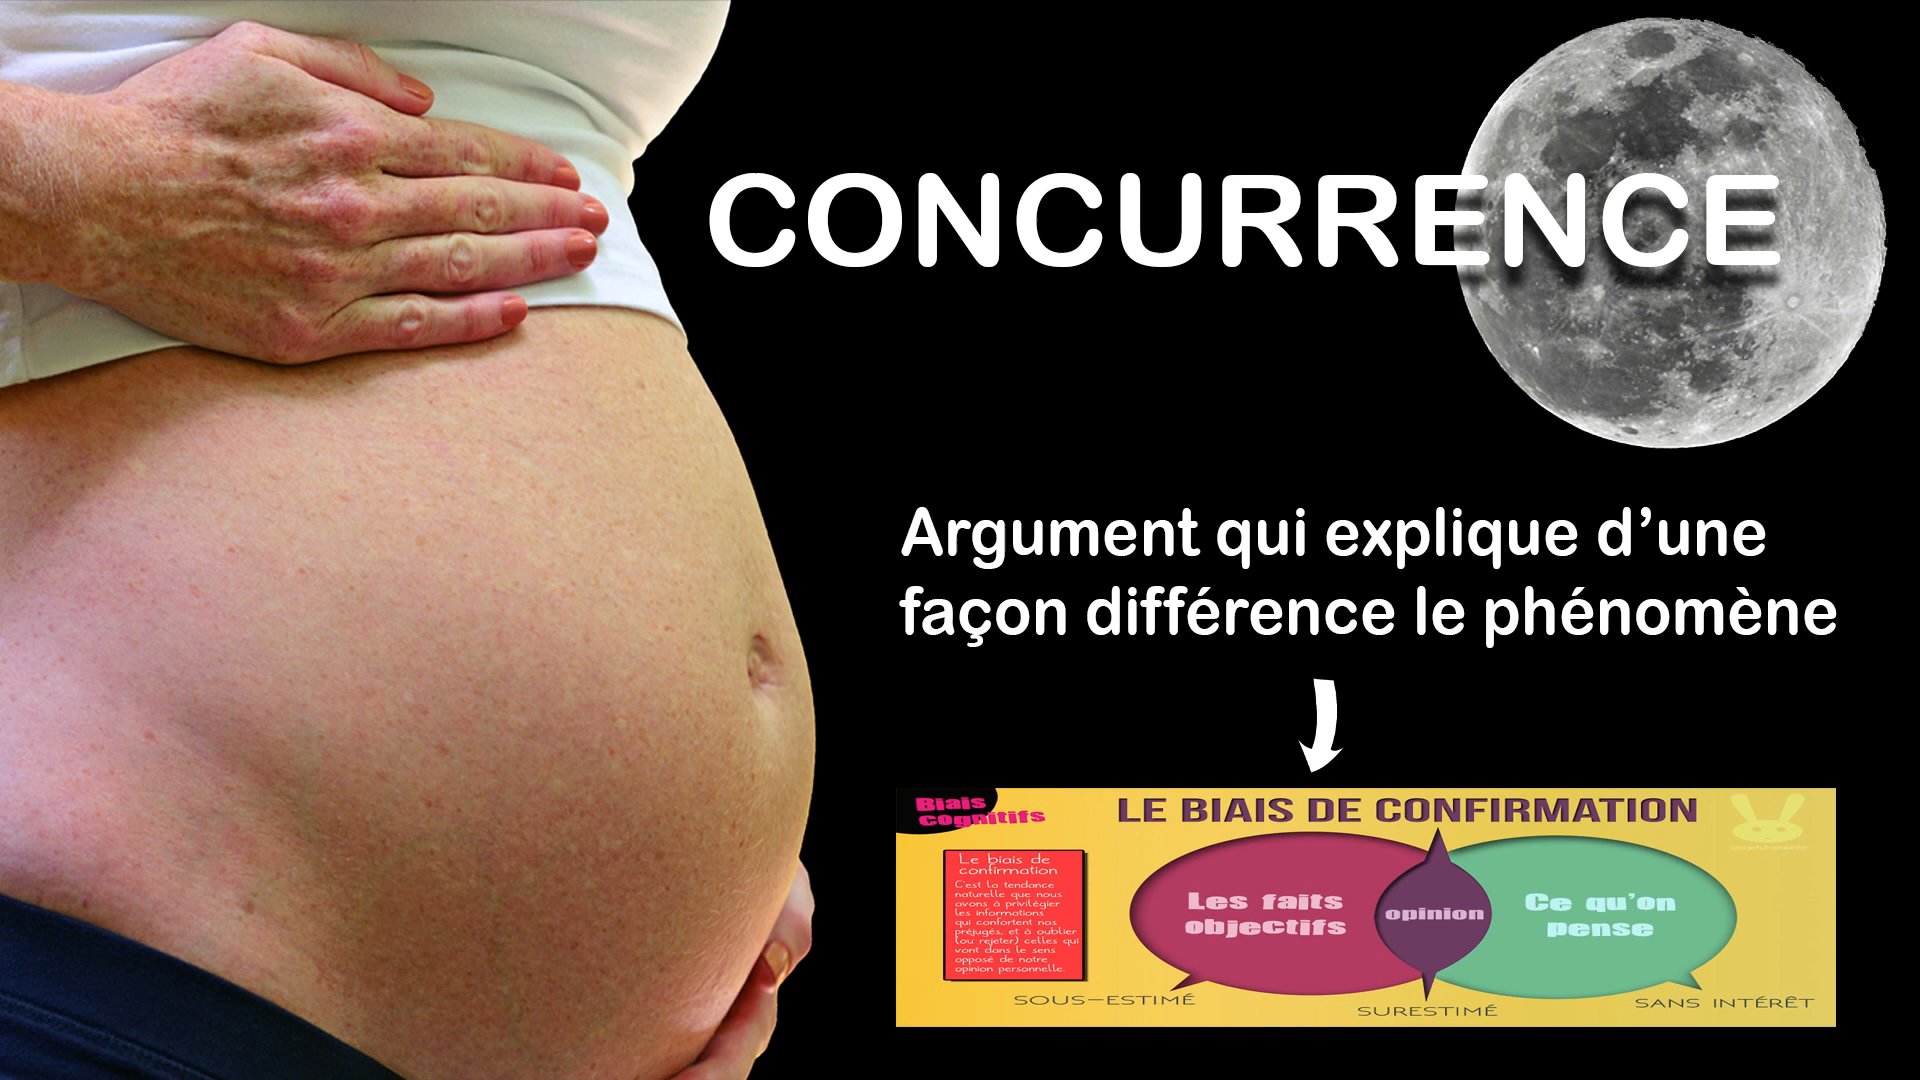 CONCURRENCE
Argument qui explique d’une
façon différence le phénomène
Biais
cognitifs
LE BIAIS DE CONFIRMATION
Le biais de
confirmation
C'est la tendance
naturelle que nous
avons à privilégier
les informations
qui confortent nos
préjugés, et à oublier
(ou rejeter) celles qui
vont dans le sens
opposé de notre
opinion personnelle.
Les faits
objectifs
opinion
Ce qu'on
pense
SOUS-ESTIMÉ
SURESTIMÉ
SANS INTÉRÊT